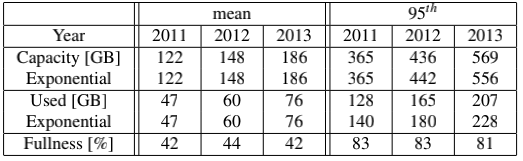 mean 95th
Year 2011 2012 2013 2011 2012 2013
Capacity [GB] 122 148 186 365 436 569
Exponential 122 148 186 365 442 556
Used [GB] 47 60 76 128 165 207
Exponential 47 60 76 140 180 228
Fullness [%] 42 44 42 83 83 81